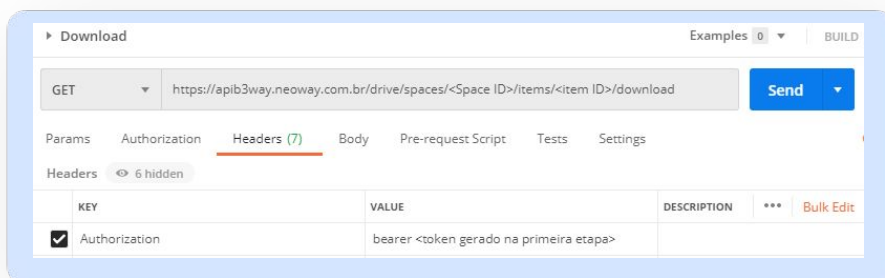 Download Examples 0 BUILD
GET https://apib3way.neoway.com.br/drive/spaces/<Space ID>/items/<item ID>/download Send
Params Authorization Headers (7) Body Pre-request Script Tests Settings
Headers 6 hidden
KEY VALUE DESCRIPTION ••• Bulk Edit
Authorization bearer <token gerado na primeira etapa>